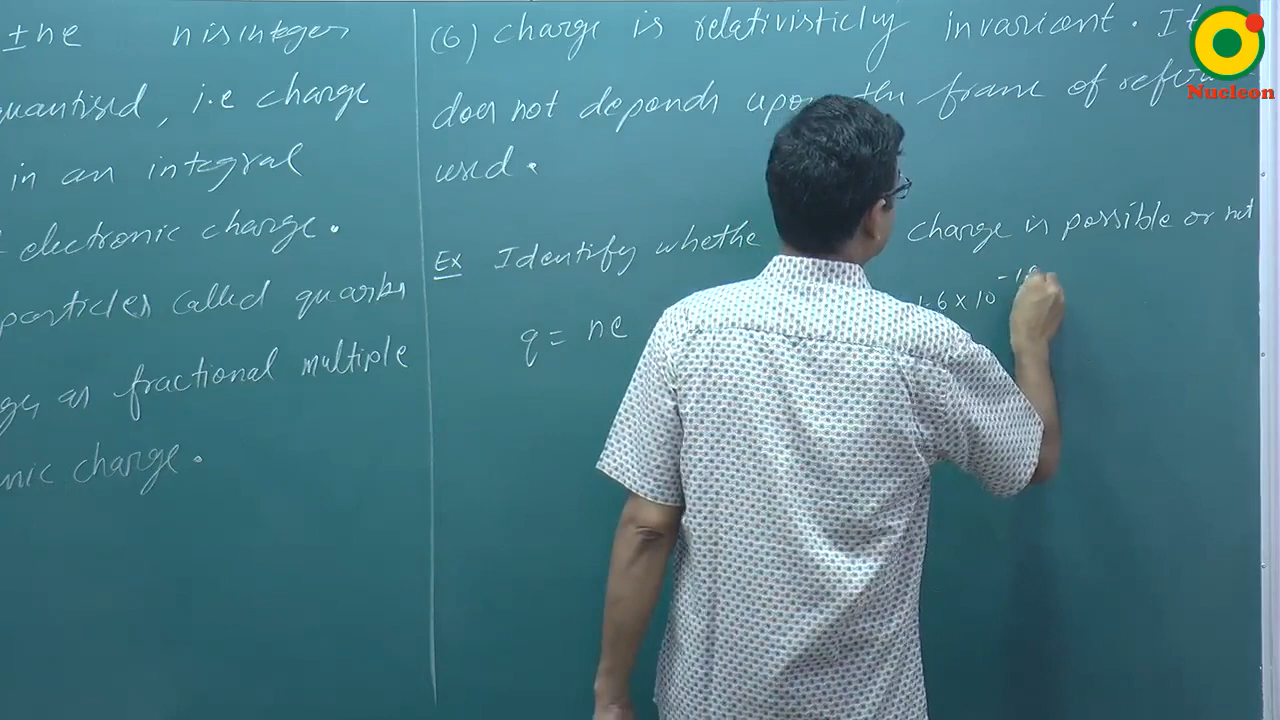 ±ne n is integer
quantised, i.e charge
in an integral
electronic charge.
particles called quarks
as fractional multiple
charge.
(6) charge is relativisticly invariant. It
does not depends upon the frame of
used.
Ex Identify whethe charge is possible or not
q = ne 1.6 × 10
Nucleon